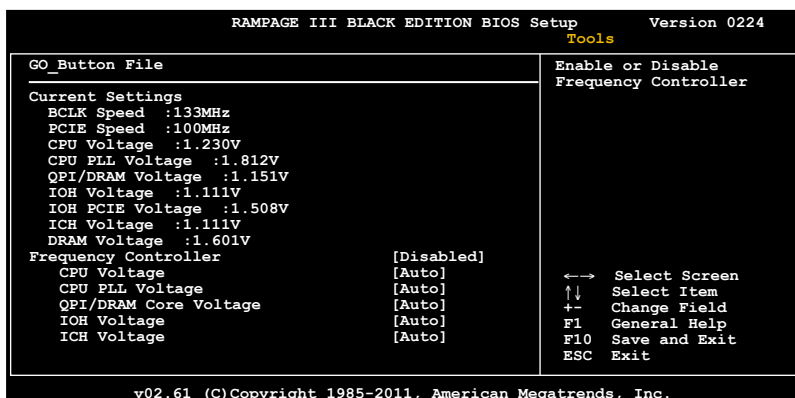 RAMPAGE III BLACK EDITION BIOS Setup Version 0224
Tools
GO_Button File
Current Settings
BCLK Speed :133MHz
PCIE Speed :100MHz
CPU Voltage :1.230V
CPU PLL Voltage :1.812V
QPI/DRAM Voltage :1.151V
IOH Voltage :1.111V
IOH PCIE Voltage :1.508V
ICH Voltage :1.111V
DRAM Voltage :1.601V
Frequency Controller [Disabled]
CPU Voltage [Auto]
CPU PLL Voltage [Auto]
QPI/DRAM Core Voltage [Auto]
IOH Voltage [Auto]
ICH Voltage [Auto]
Enable or Disable
Frequency Controller
←→ Select Screen
↑↓ Select Item
+- Change Field
F1 General Help
F10 Save and Exit
ESC Exit
v02.61 (C)Copyright 1985-2011, American Megatrends, Inc.